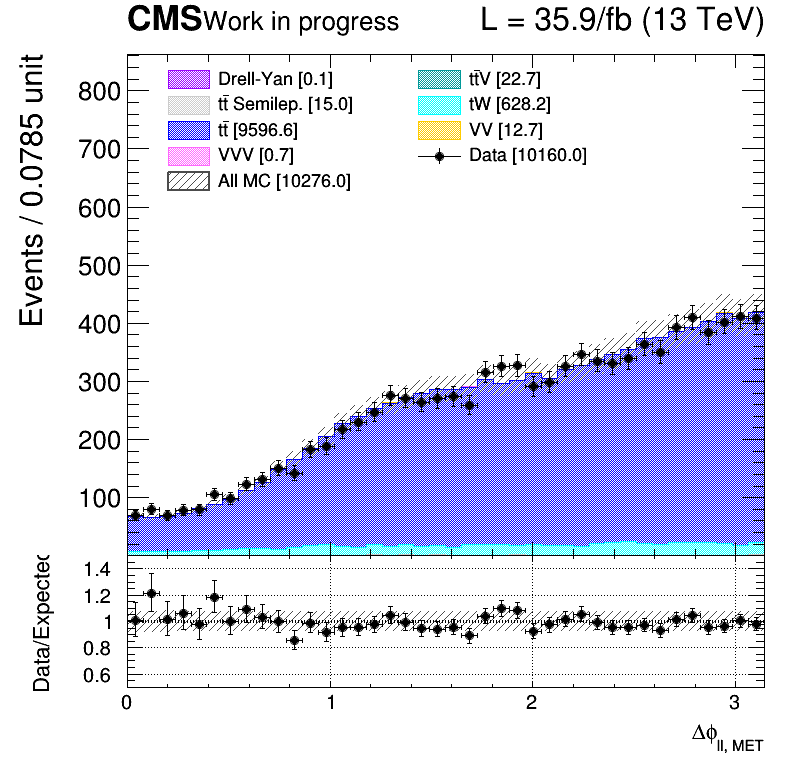 CMS Work in progress L = 35.9/fb (13 TeV)
Events / 0.0785 unit
800
700
600
500
400
300
200
100
Drell-Yan [0.1]
tt̄ Semilep. [15.0]
tt̄ [9596.6]
VVV [0.7]
All MC [10276.0]
tt̄V [22.7]
tW [628.2]
VV [12.7]
Data [10160.0]
Data/Expected
1.4
1.2
1
0.8
0.6
0 1 2 3
Δϕ_ll, MET